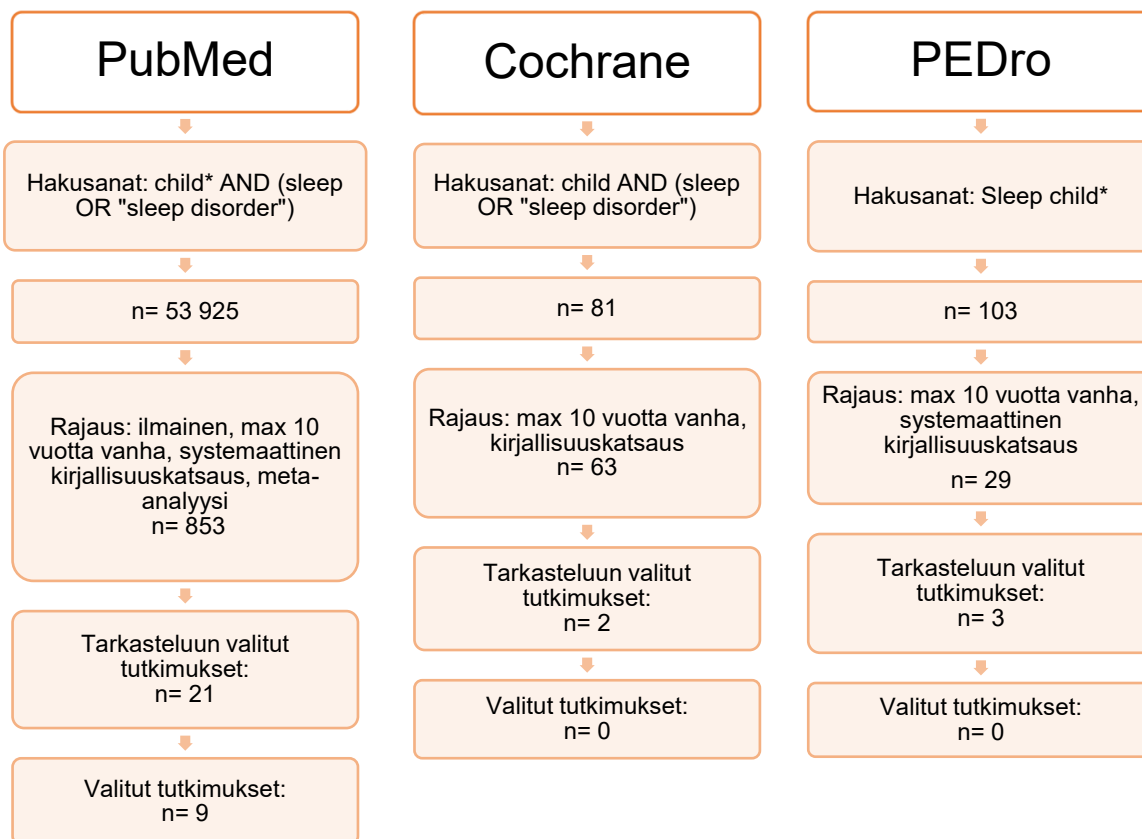 PubMed
Hakusanat: child* AND (sleep
OR "sleep disorder")
n= 53 925
Rajaus: ilmainen, max 10
vuotta vanha, systemaattinen
kirjallisuuskatsaus, meta-
analyysi
n= 853
Tarkasteluun valitut
tutkimukset:
n= 21
Valitut tutkimukset:
n= 9
Cochrane
Hakusanat: child AND (sleep
OR "sleep disorder")
n= 81
Rajaus: max 10 vuotta vanha,
kirjallisuuskatsaus
n= 63
Tarkasteluun valitut
tutkimukset:
n= 2
Valitut tutkimukset:
n= 0
PEDro
Hakusanat: Sleep child*
n= 103
Rajaus: max 10 vuotta vanha,
systemaattinen
kirjallisuuskatsaus
n= 29
Tarkasteluun valitut
tutkimukset:
n= 3
Valitut tutkimukset:
n= 0